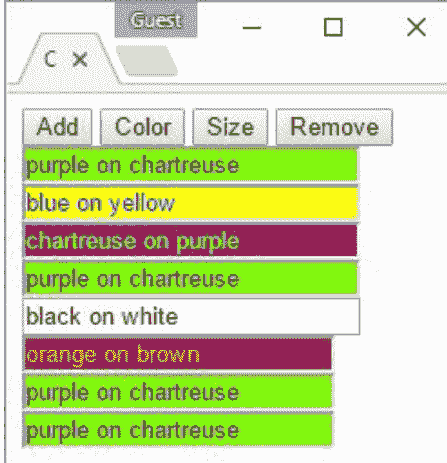 Guest
C
Add Color Size Remove
purple on chartreuse
blue on yellow
chartreuse on purple
purple on chartreuse
black on white
orange on brown
purple on chartreuse
purple on chartreuse